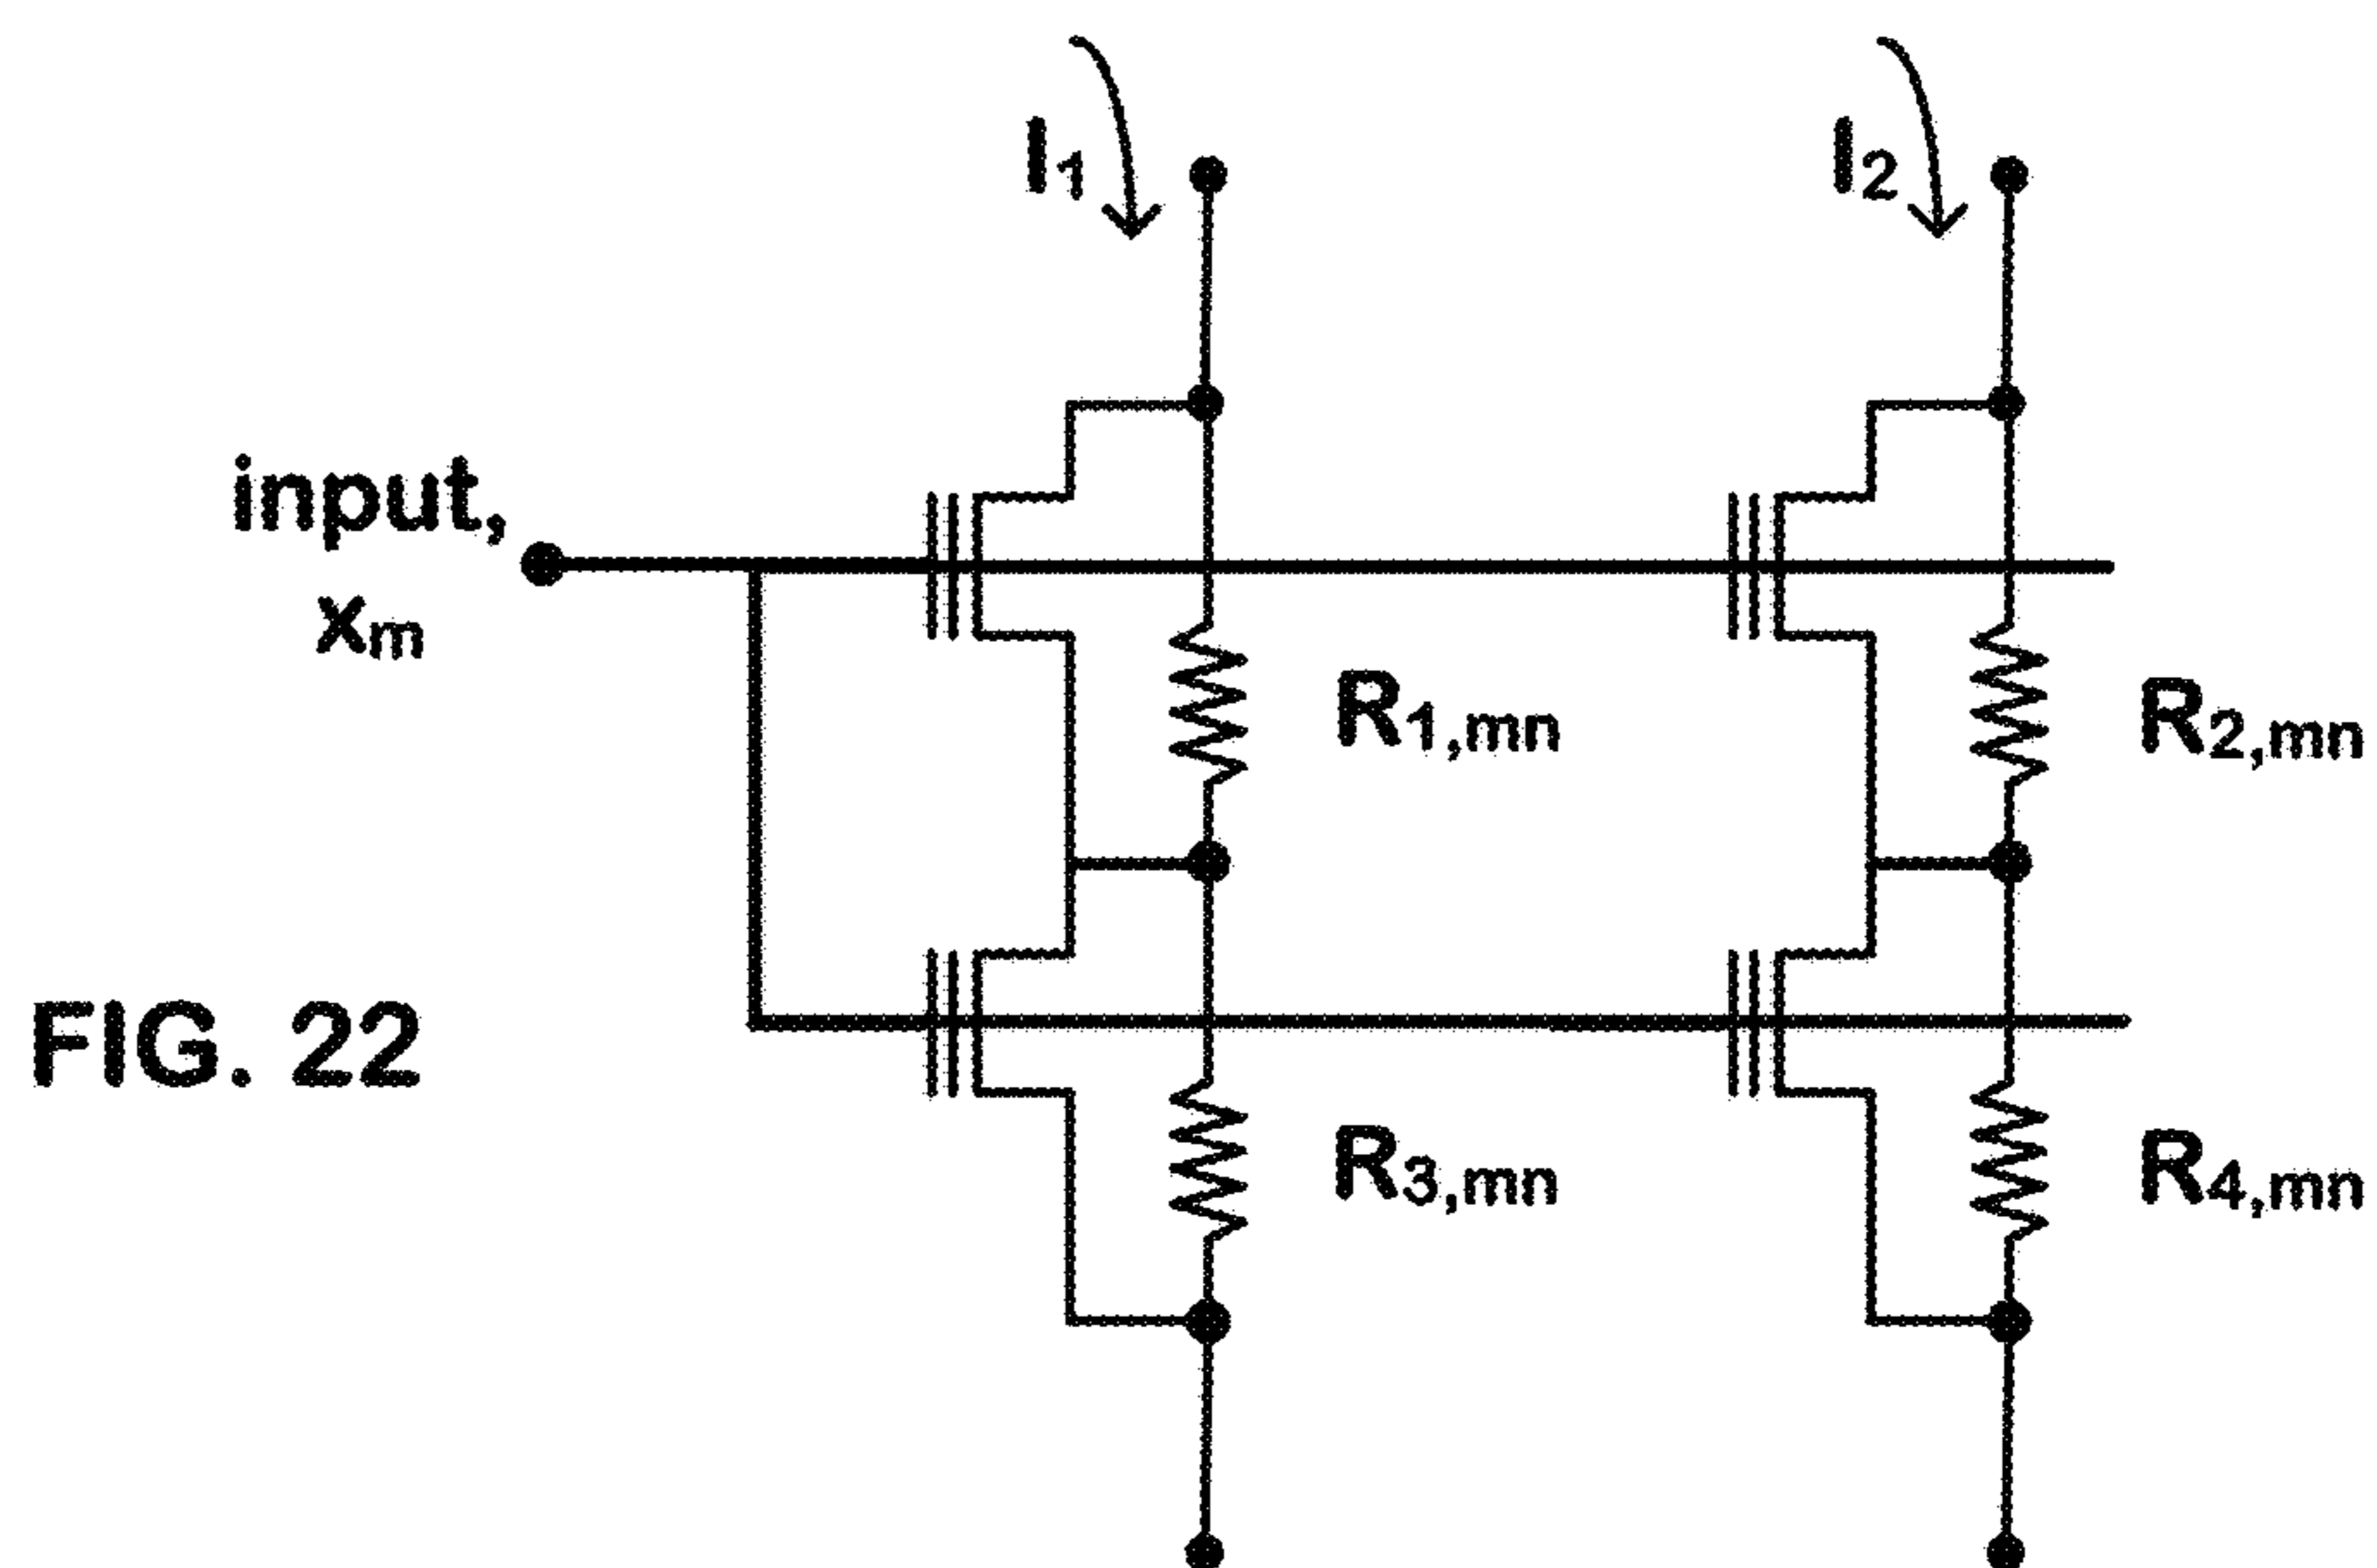 I1
I2
input,
xm
R1,mn
R2,mn
FIG. 22
R3,mn
R4,mn